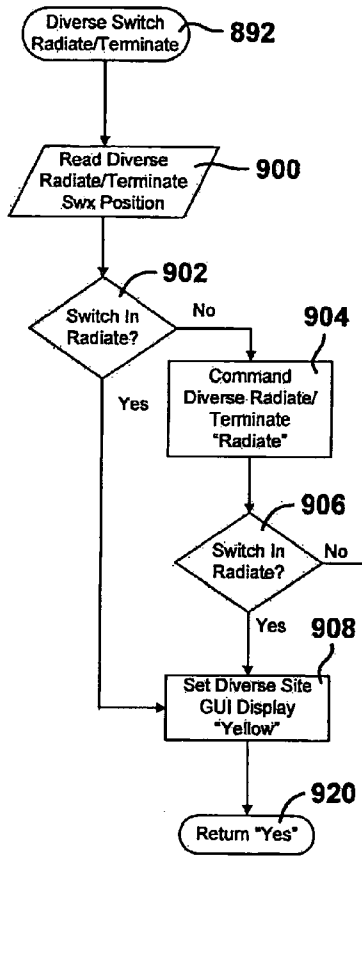 Diverse Switch
Radiate/Terminate
892
Read Diverse
Radiate/Terminate
Swx Position
900
902
Switch In
Radiate?
No
Yes
904
Command
Diverse Radiate/
Terminate
"Radiate"
906
Switch In
Radiate?
No
Yes
908
Set Diverse Site
GUI Display
"Yellow"
920
Return "Yes"